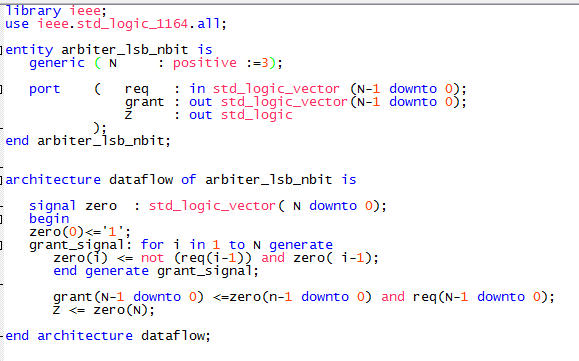 library ieee;
use ieee.std_logic_1164.all;
entity arbiter_lsb_nbit is
generic ( N : positive :=3);
port ( req : in std_logic_vector (N-1 downto 0);
grant : out std_logic_vector(N-1 downto 0);
Z : out std_logic
);
end arbiter_lsb_nbit;
architecture dataflow of arbiter_lsb_nbit is
signal zero : std_logic_vector( N downto 0);
begin
zero(0)<='1';
grant_signal: for i in 1 to N generate
zero(i) <= not (req(i-1)) and zero( i-1);
end generate grant_signal;
grant(N-1 downto 0) <=zero(n-1 downto 0) and req(N-1 downto 0);
Z <= zero(N);
end architecture dataflow;